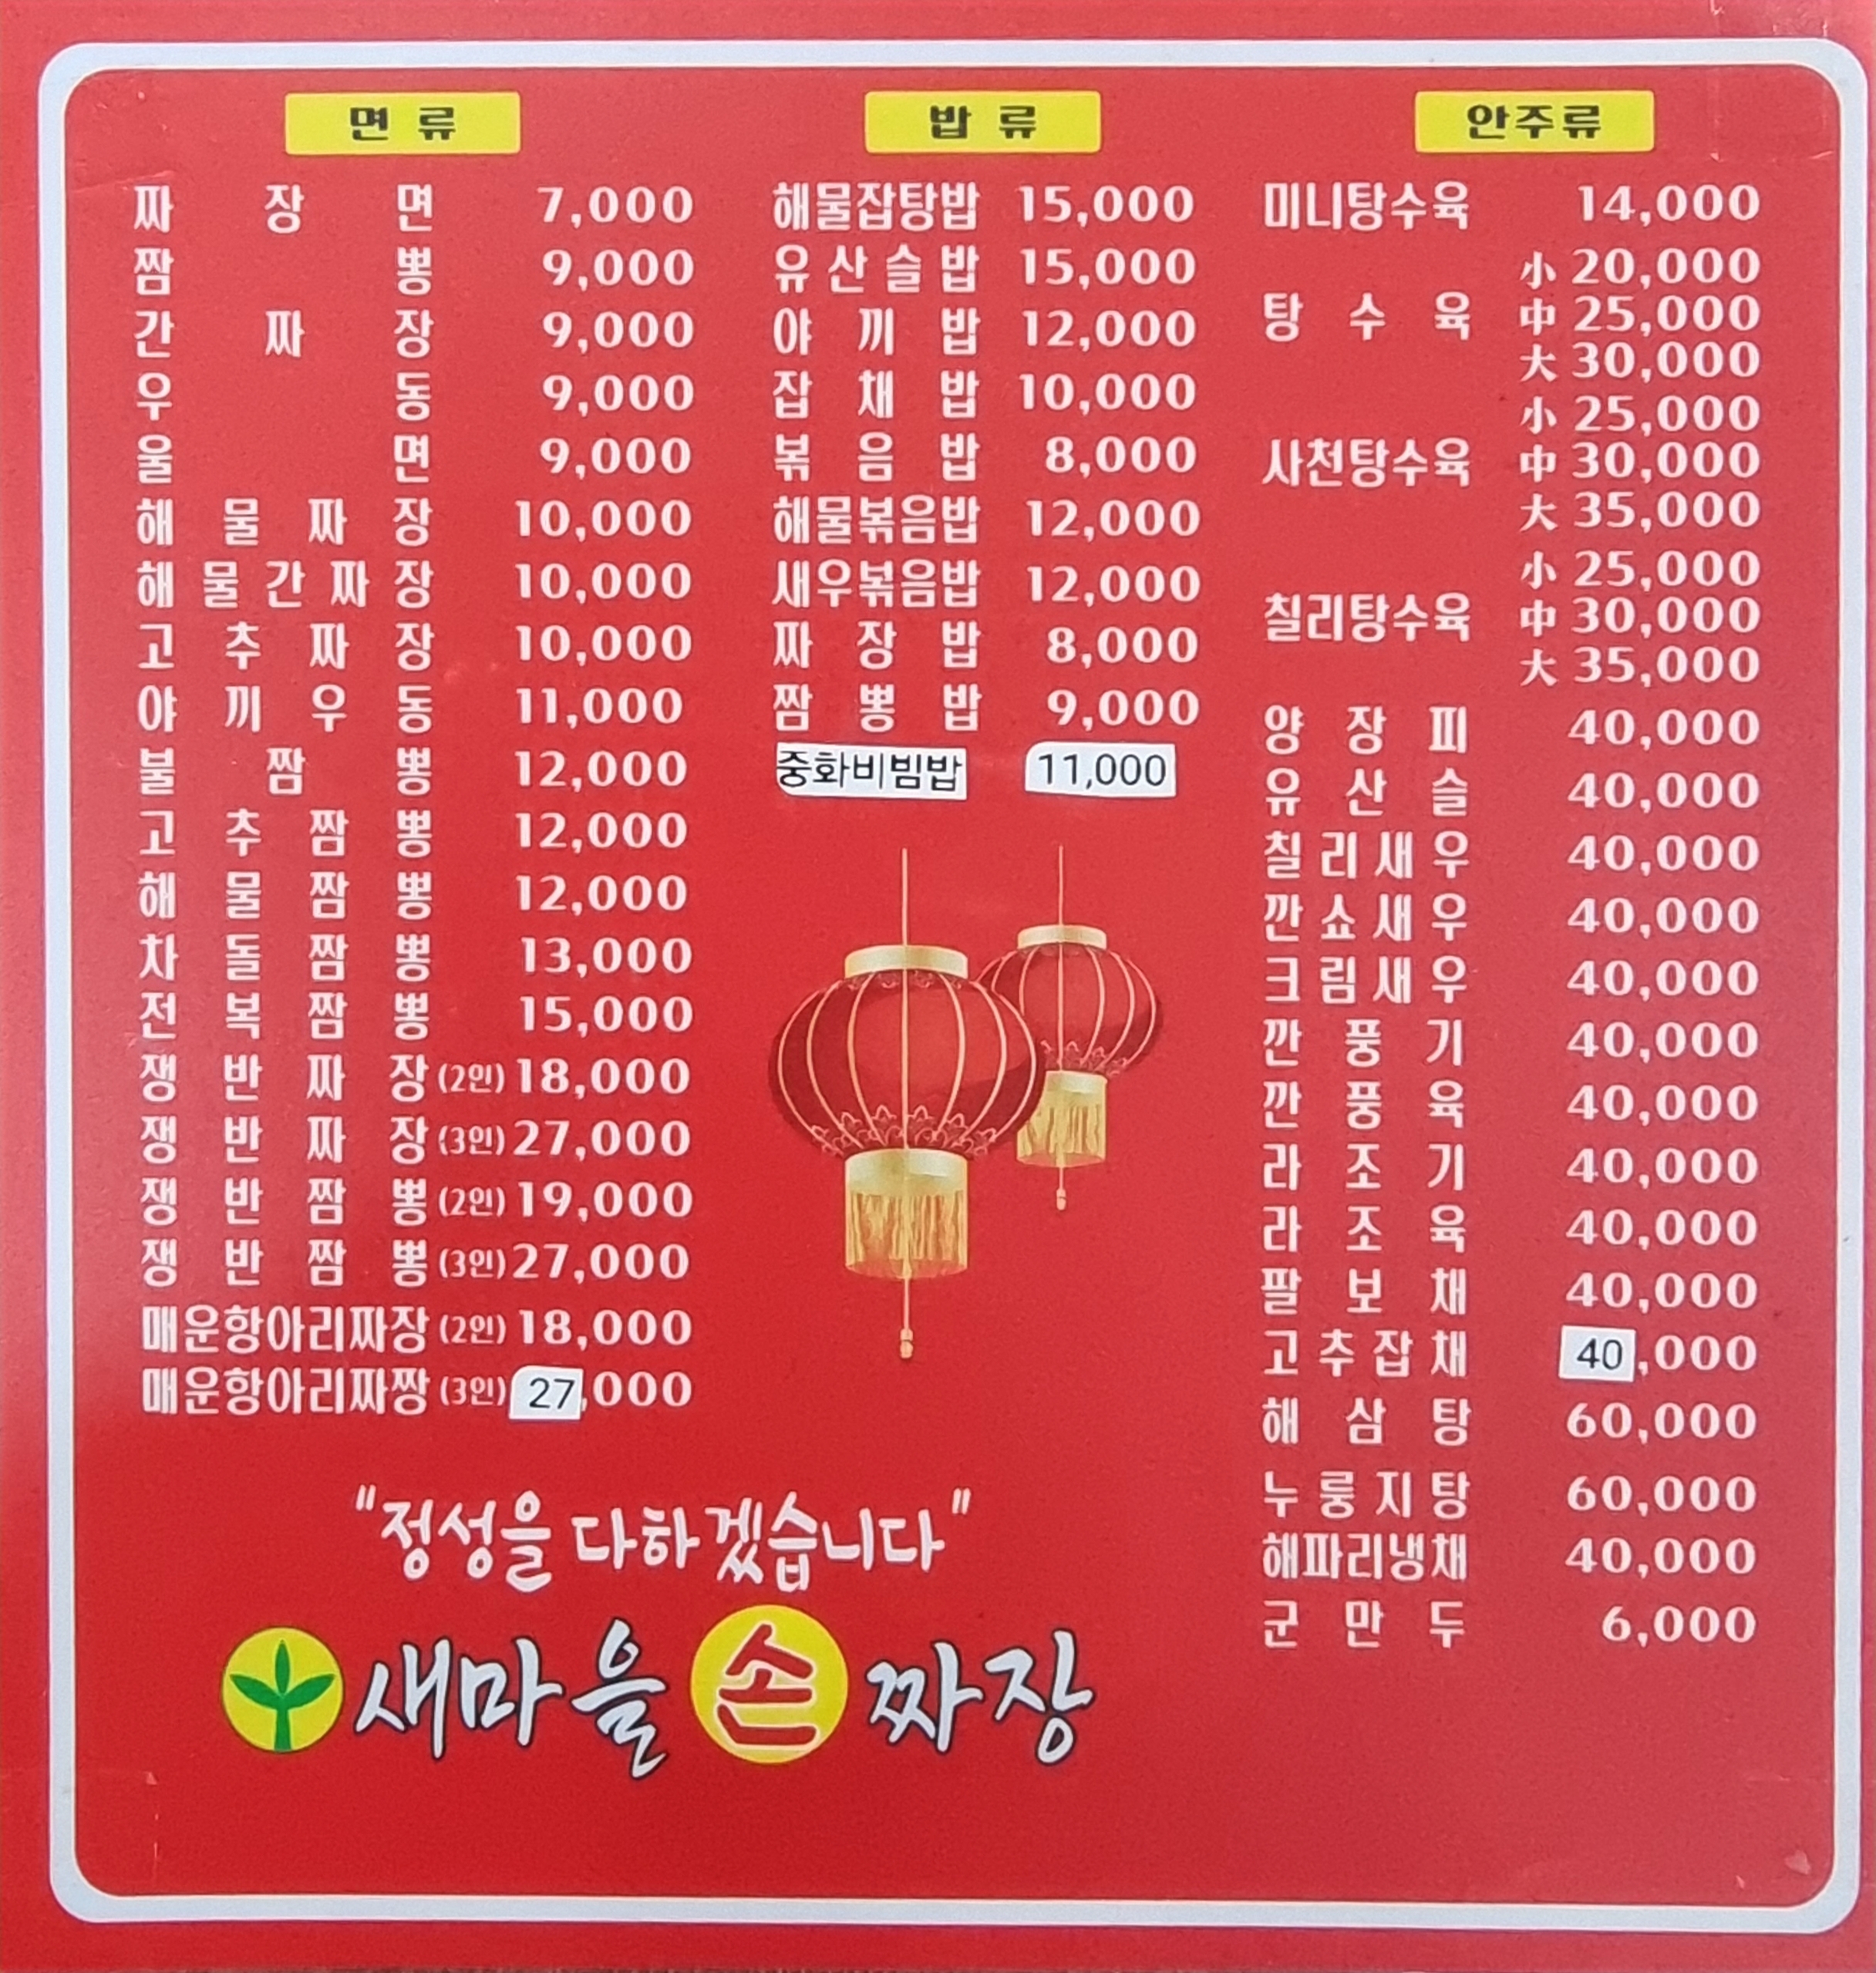 면류
짜장면 7,000
짬뽕 9,000
간짜장 9,000
우동 9,000
울면 9,000
해물짜장 10,000
해물간짜장 10,000
고추짜장 10,000
야끼우동 11,000
불짬뽕 12,000
고추짬뽕 12,000
해물짬뽕 12,000
차돌짬뽕 13,000
전복짬뽕 15,000
쟁반짜장(2인) 18,000
쟁반짜장(3인) 27,000
쟁반짬뽕(2인) 19,000
쟁반짬뽕(3인) 27,000
매운항아리짜장(2인) 18,000
매운항아리짜짱(3인) 27,000
밥류
해물잡탕밥 15,000
유산슬밥 15,000
야끼밥 12,000
잡채밥 10,000
볶음밥 8,000
해물볶음밥 12,000
새우볶음밥 12,000
짜장밥 8,000
짬뽕밥 9,000
중화비빔밥 11,000
안주류
미니탕수육 14,000
小 20,000
탕수육 中 25,000
大 30,000
小 25,000
사천탕수육 中 30,000
大 35,000
小 25,000
칠리탕수육 中 30,000
大 35,000
양장피 40,000
유산슬 40,000
칠리새우 40,000
깐쇼새우 40,000
크림새우 40,000
깐풍기 40,000
깐풍육 40,000
라조기 40,000
라조육 40,000
팔보채 40,000
고추잡채 40,000
해삼탕 60,000
누룽지탕 60,000
해파리냉채 40,000
군만두 6,000
"정성을 다하겠습니다"
새마을손짜장